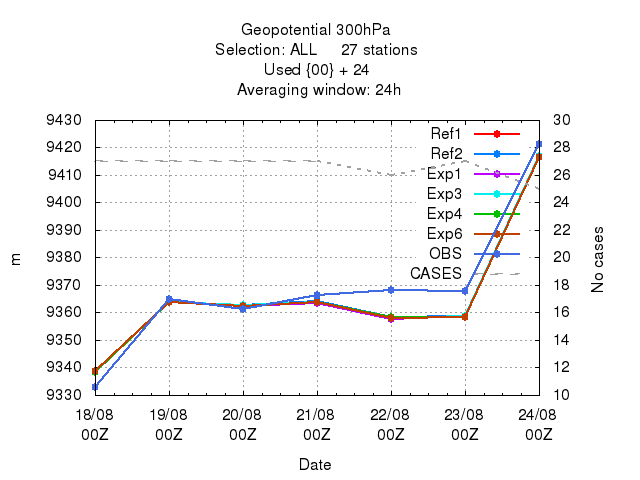 Geopotential 300hPa
Selection: ALL 27 stations
Used {00} + 24
Averaging window: 24h
9430
9420
9410
9400
9390
9380
9370
9360
9350
9340
9330
m
30
28
26
24
22
20
18
16
14
12
10
No cases
Ref1
Ref2
Exp1
Exp3
Exp4
Exp6
OBS
CASES
18/08 19/08 20/08 21/08 22/08 23/08 24/08
00Z 00Z 00Z 00Z 00Z 00Z 00Z
Date